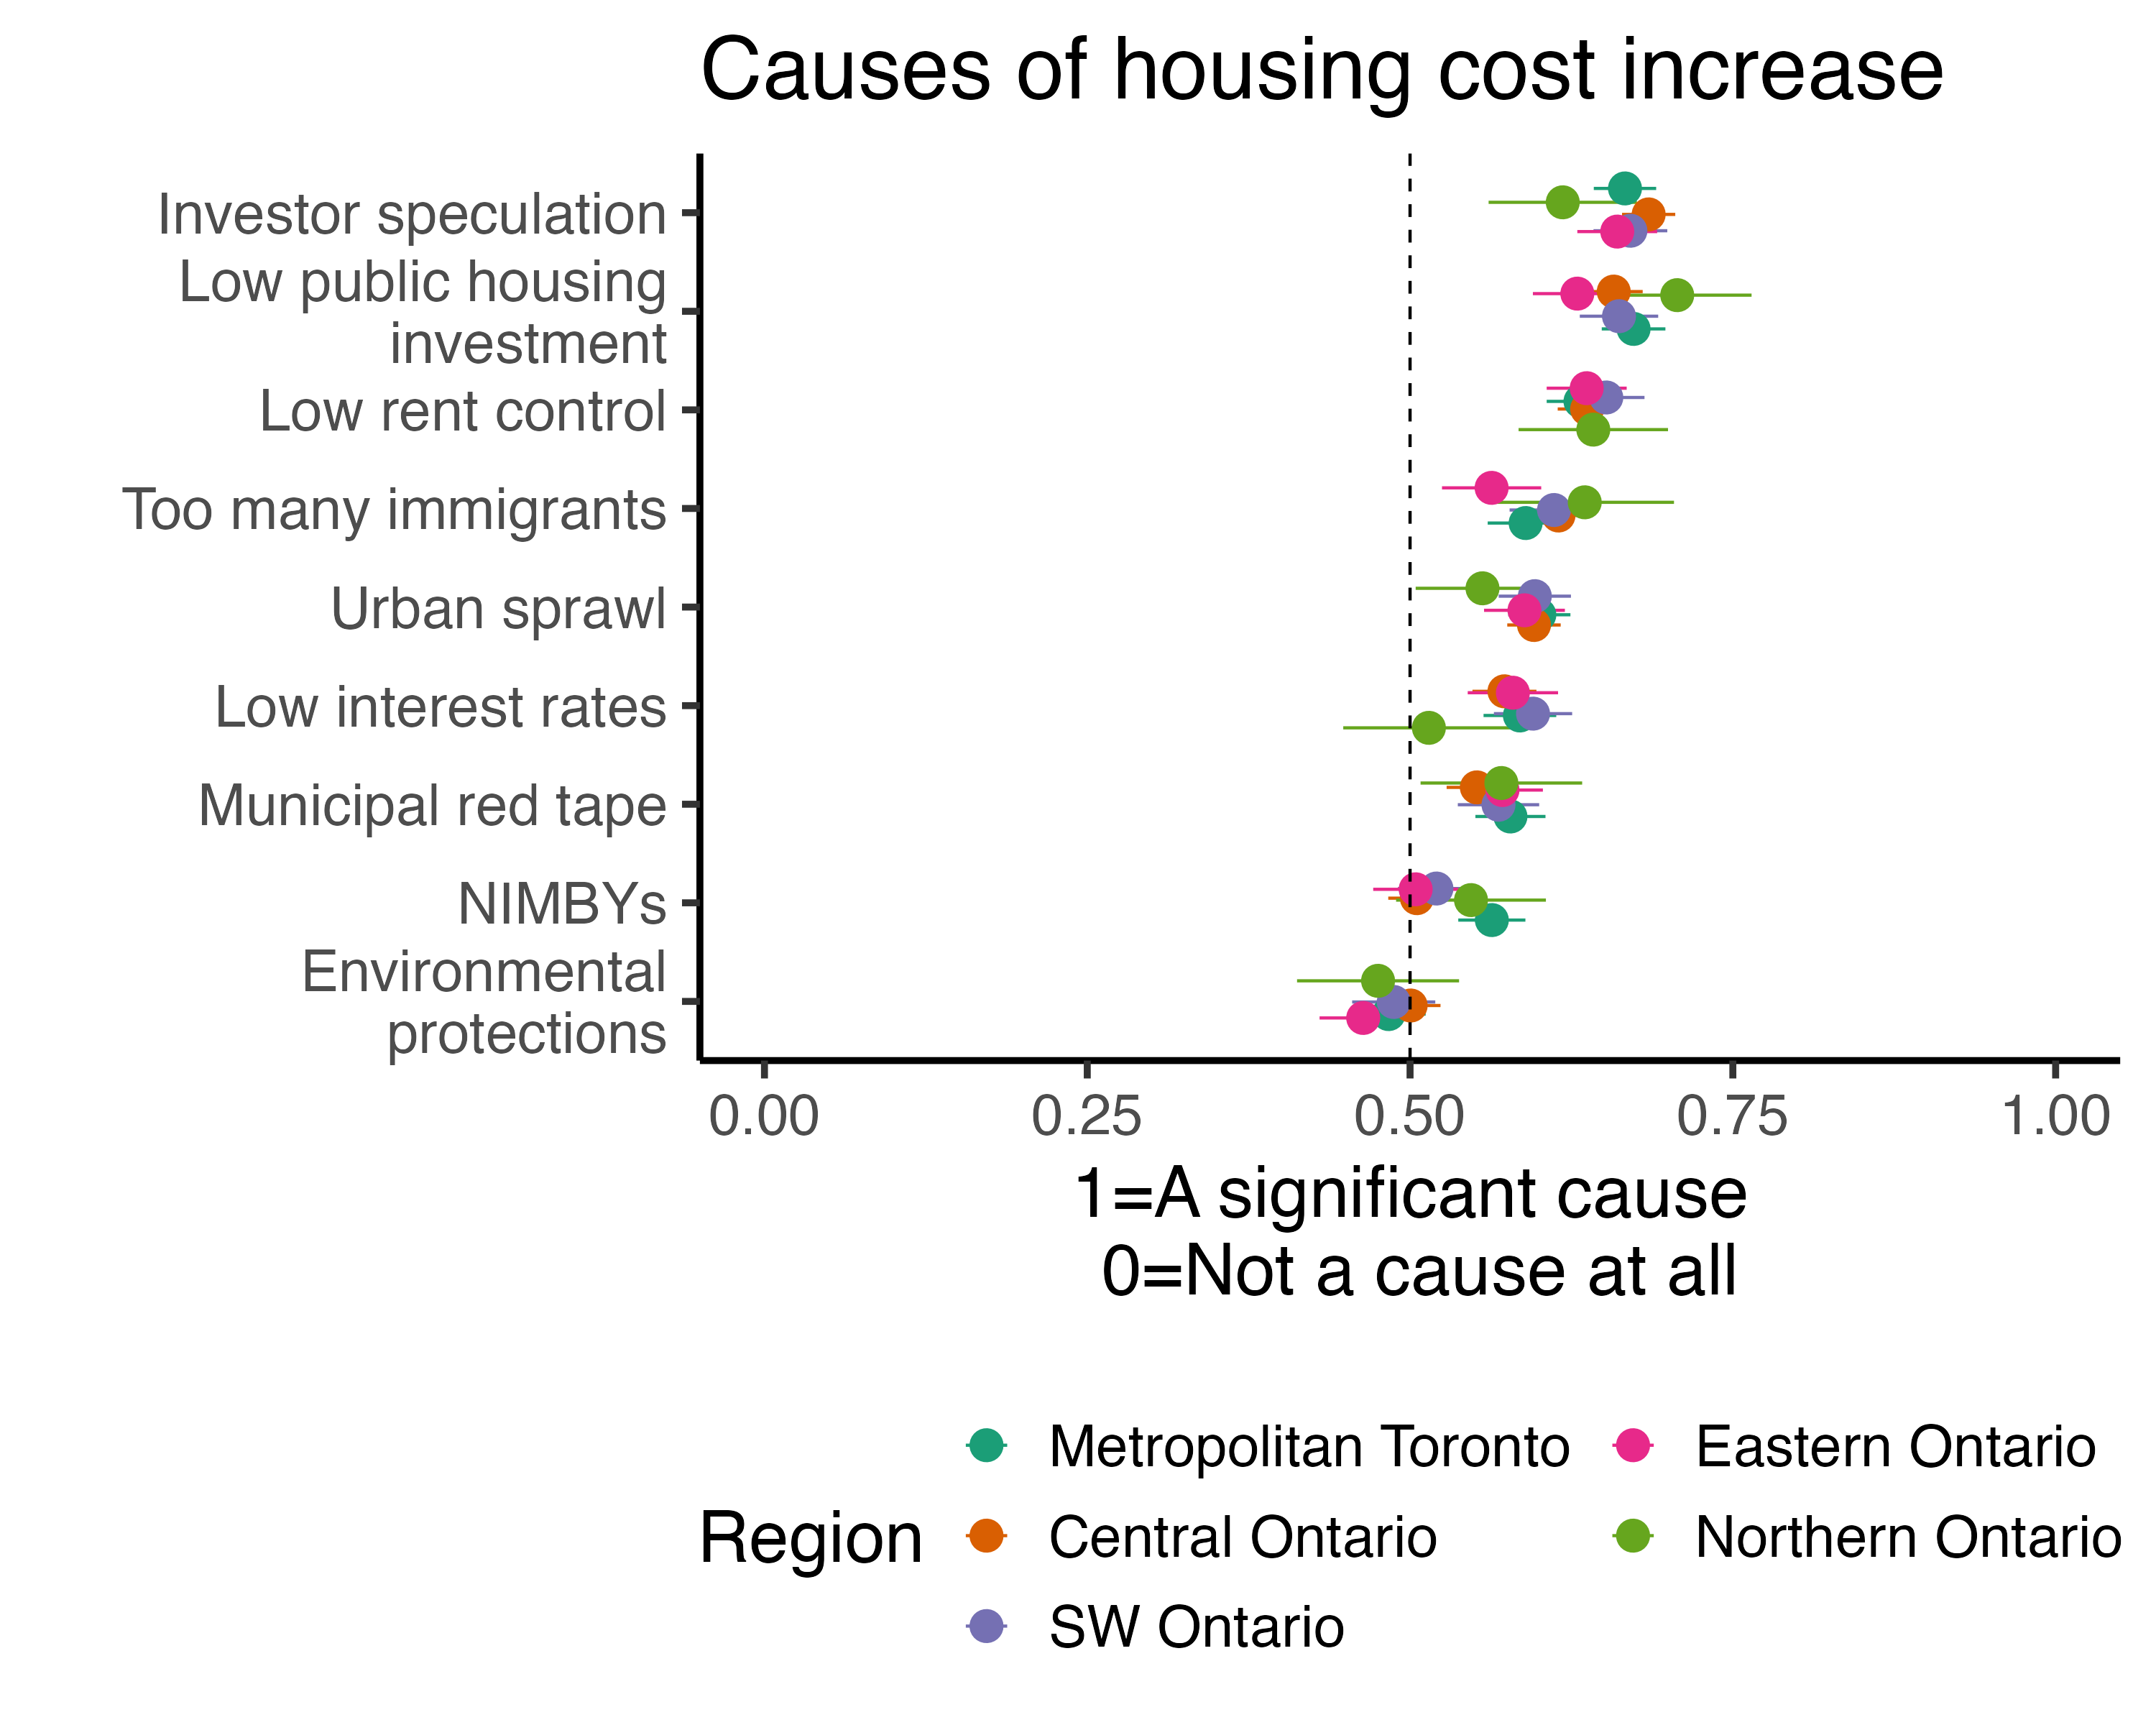 Causes of housing cost increase
Investor speculation
Low public housing
investment
Low rent control
Too many immigrants
Urban sprawl
Low interest rates
Municipal red tape
NIMBYs
Environmental
protections
0.00 0.25 0.50 0.75 1.00
1=A significant cause
0=Not a cause at all
Region
Metropolitan Toronto
Central Ontario
SW Ontario
Eastern Ontario
Northern Ontario